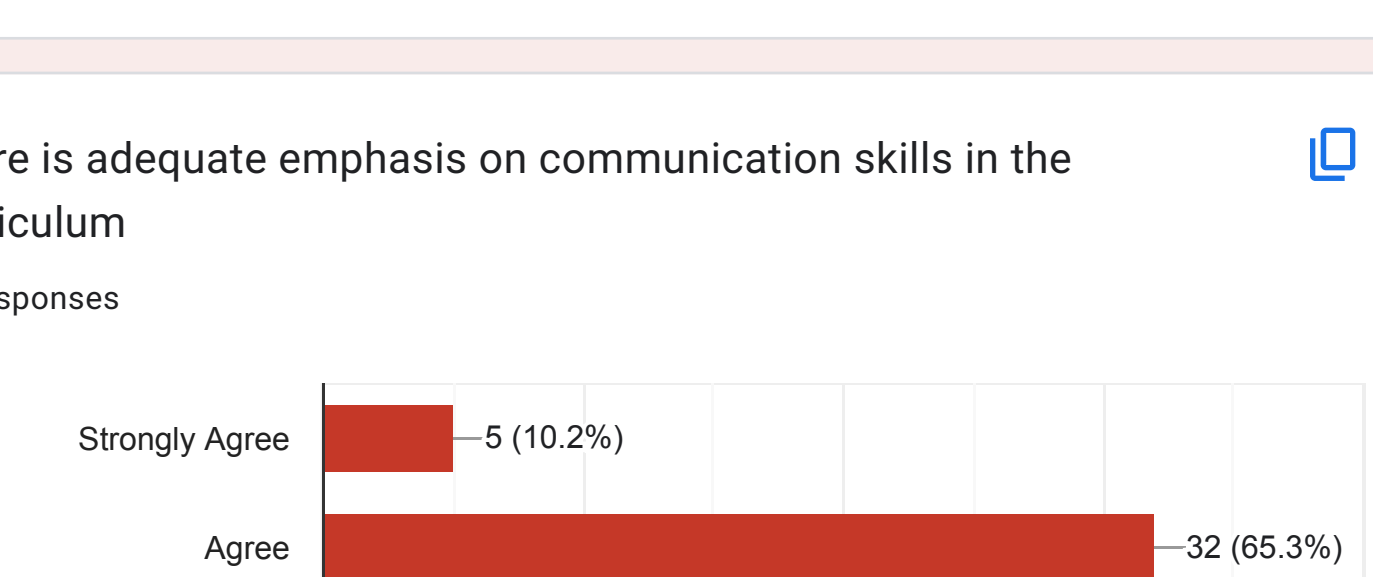 re is adequate emphasis on communication skills in the
iculum
sponses
Strongly Agree
5 (10.2%)
Agree
32 (65.3%)